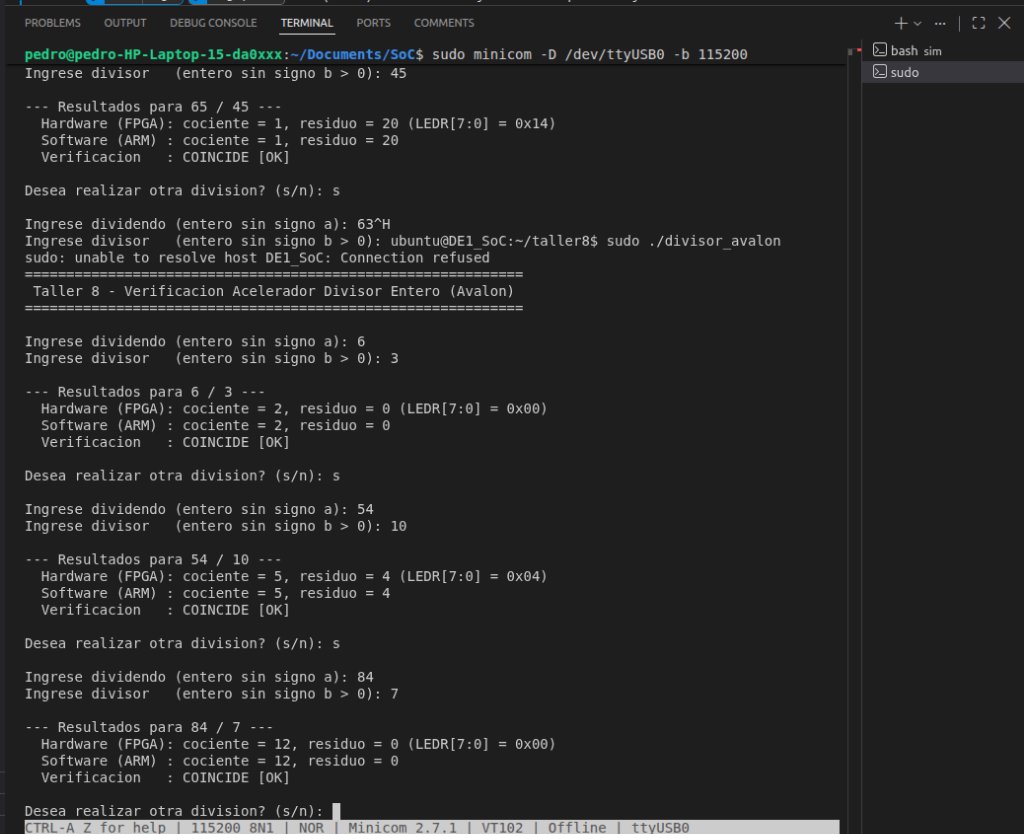 PROBLEMS OUTPUT DEBUG CONSOLE TERMINAL PORTS COMMENTS
pedro@pedro-HP-Laptop-15-da0xxx:~/Documents/SoC$ sudo minicom -D /dev/ttyUSB0 -b 115200
Ingrese divisor   (entero sin signo b > 0): 45

--- Resultados para 65 / 45 ---
  Hardware (FPGA): cociente = 1, residuo = 20 (LEDR[7:0] = 0x14)
  Software (ARM) : cociente = 1, residuo = 20
  Verificacion   : COINCIDE [OK]

Desea realizar otra division? (s/n): s

Ingrese dividendo (entero sin signo a): 63^H
Ingrese divisor   (entero sin signo b > 0): ubuntu@DE1_SoC:~/taller8$ sudo ./divisor_avalon
sudo: unable to resolve host DE1_SoC: Connection refused
============================================================
 Taller 8 - Verificacion Acelerador Divisor Entero (Avalon)
============================================================

Ingrese dividendo (entero sin signo a): 6
Ingrese divisor   (entero sin signo b > 0): 3

--- Resultados para 6 / 3 ---
  Hardware (FPGA): cociente = 2, residuo = 0 (LEDR[7:0] = 0x00)
  Software (ARM) : cociente = 2, residuo = 0
  Verificacion   : COINCIDE [OK]

Desea realizar otra division? (s/n): s

Ingrese dividendo (entero sin signo a): 54
Ingrese divisor   (entero sin signo b > 0): 10

--- Resultados para 54 / 10 ---
  Hardware (FPGA): cociente = 5, residuo = 4 (LEDR[7:0] = 0x04)
  Software (ARM) : cociente = 5, residuo = 4
  Verificacion   : COINCIDE [OK]

Desea realizar otra division? (s/n): s

Ingrese dividendo (entero sin signo a): 84
Ingrese divisor   (entero sin signo b > 0): 7

--- Resultados para 84 / 7 ---
  Hardware (FPGA): cociente = 12, residuo = 0 (LEDR[7:0] = 0x00)
  Software (ARM) : cociente = 12, residuo = 0
  Verificacion   : COINCIDE [OK]

Desea realizar otra division? (s/n):
CTRL-A Z for help | 115200 8N1 | NOR | Minicom 2.7.1 | VT102 | Offline | ttyUSB0
bash sim
sudo